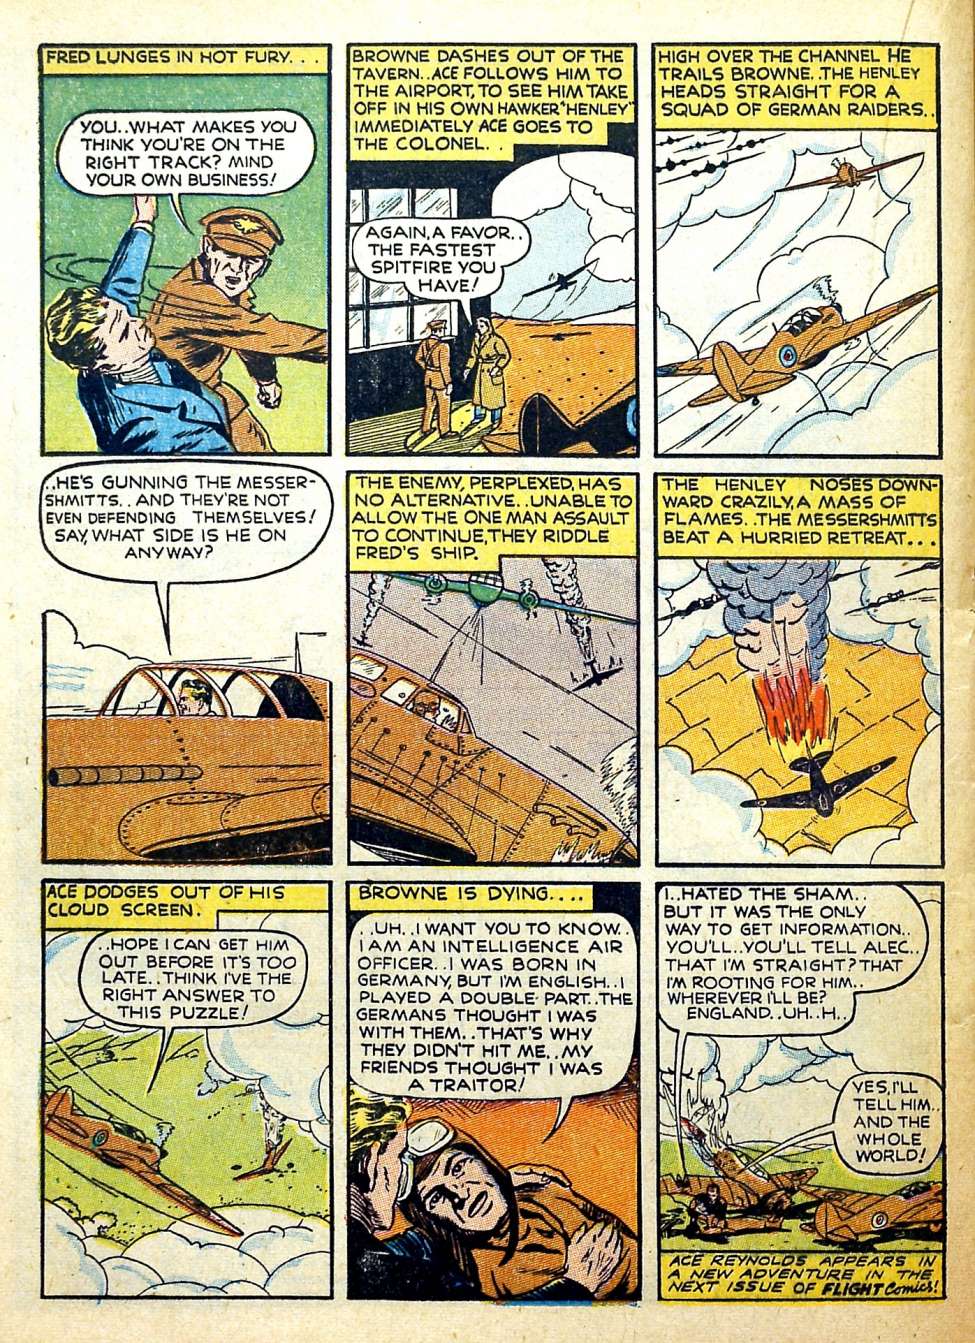 FRED LUNGES IN HOT FURY...
YOU..WHAT MAKES YOU
THINK YOU'RE ON THE
RIGHT TRACK? MIND
YOUR OWN BUSINESS!
BROWNE DASHES OUT OF THE
TAVERN..ACE FOLLOWS HIM TO
THE AIRPORT, TO SEE HIM TAKE
OFF IN HIS OWN HAWKER "HENLEY"
IMMEDIATELY ACE GOES TO
THE COLONEL..
AGAIN, A FAVOR..
THE FASTEST
SPITFIRE YOU
HAVE!
HIGH OVER THE CHANNEL HE
TRAILS BROWNE..THE HENLEY
HEADS STRAIGHT FOR A
SQUAD OF GERMAN RAIDERS..
..HE'S GUNNING THE MESSER-
SHMITTS..AND THEY'RE NOT
EVEN DEFENDING THEMSELVES!
SAY, WHAT SIDE IS HE ON
ANYWAY?
THE ENEMY, PERPLEXED, HAS
NO ALTERNATIVE..UNABLE TO
ALLOW THE ONE MAN ASSAULT
TO CONTINUE, THEY RIDDLE
FRED'S SHIP.
THE HENLEY NOSES DOWN-
WARD CRAZILY, A MASS OF
FLAMES..THE MESSERSHMITTS
BEAT A HURRIED RETREAT...
ACE DODGES OUT OF HIS
CLOUD SCREEN.
..HOPE I CAN GET HIM
OUT BEFORE IT'S TOO
LATE..THINK I'VE THE
RIGHT ANSWER TO
THIS PUZZLE!
BROWNE IS DYING....
..UH..I WANT YOU TO KNOW..
I AM AN INTELLIGENCE AIR
OFFICER..I WAS BORN IN
GERMANY, BUT I'M ENGLISH..I
PLAYED A DOUBLE PART..THE
GERMANS THOUGHT I WAS
WITH THEM..THAT'S WHY
THEY DIDN'T HIT ME..MY
FRIENDS THOUGHT I WAS
A TRAITOR!
I..HATED THE SHAM..
BUT IT WAS THE ONLY
WAY TO GET INFORMATION..
YOU'LL..YOU'LL TELL ALEC..
THAT I'M STRAIGHT? THAT
I'M ROOTING FOR HIM..
WHEREVER I'LL BE?
ENGLAND..UH..H..
YES, I'LL
TELL HIM..
AND THE
WHOLE
WORLD!
ACE REYNOLDS APPEARS IN
A NEW ADVENTURE IN THE
NEXT ISSUE OF FLIGHT Comics!